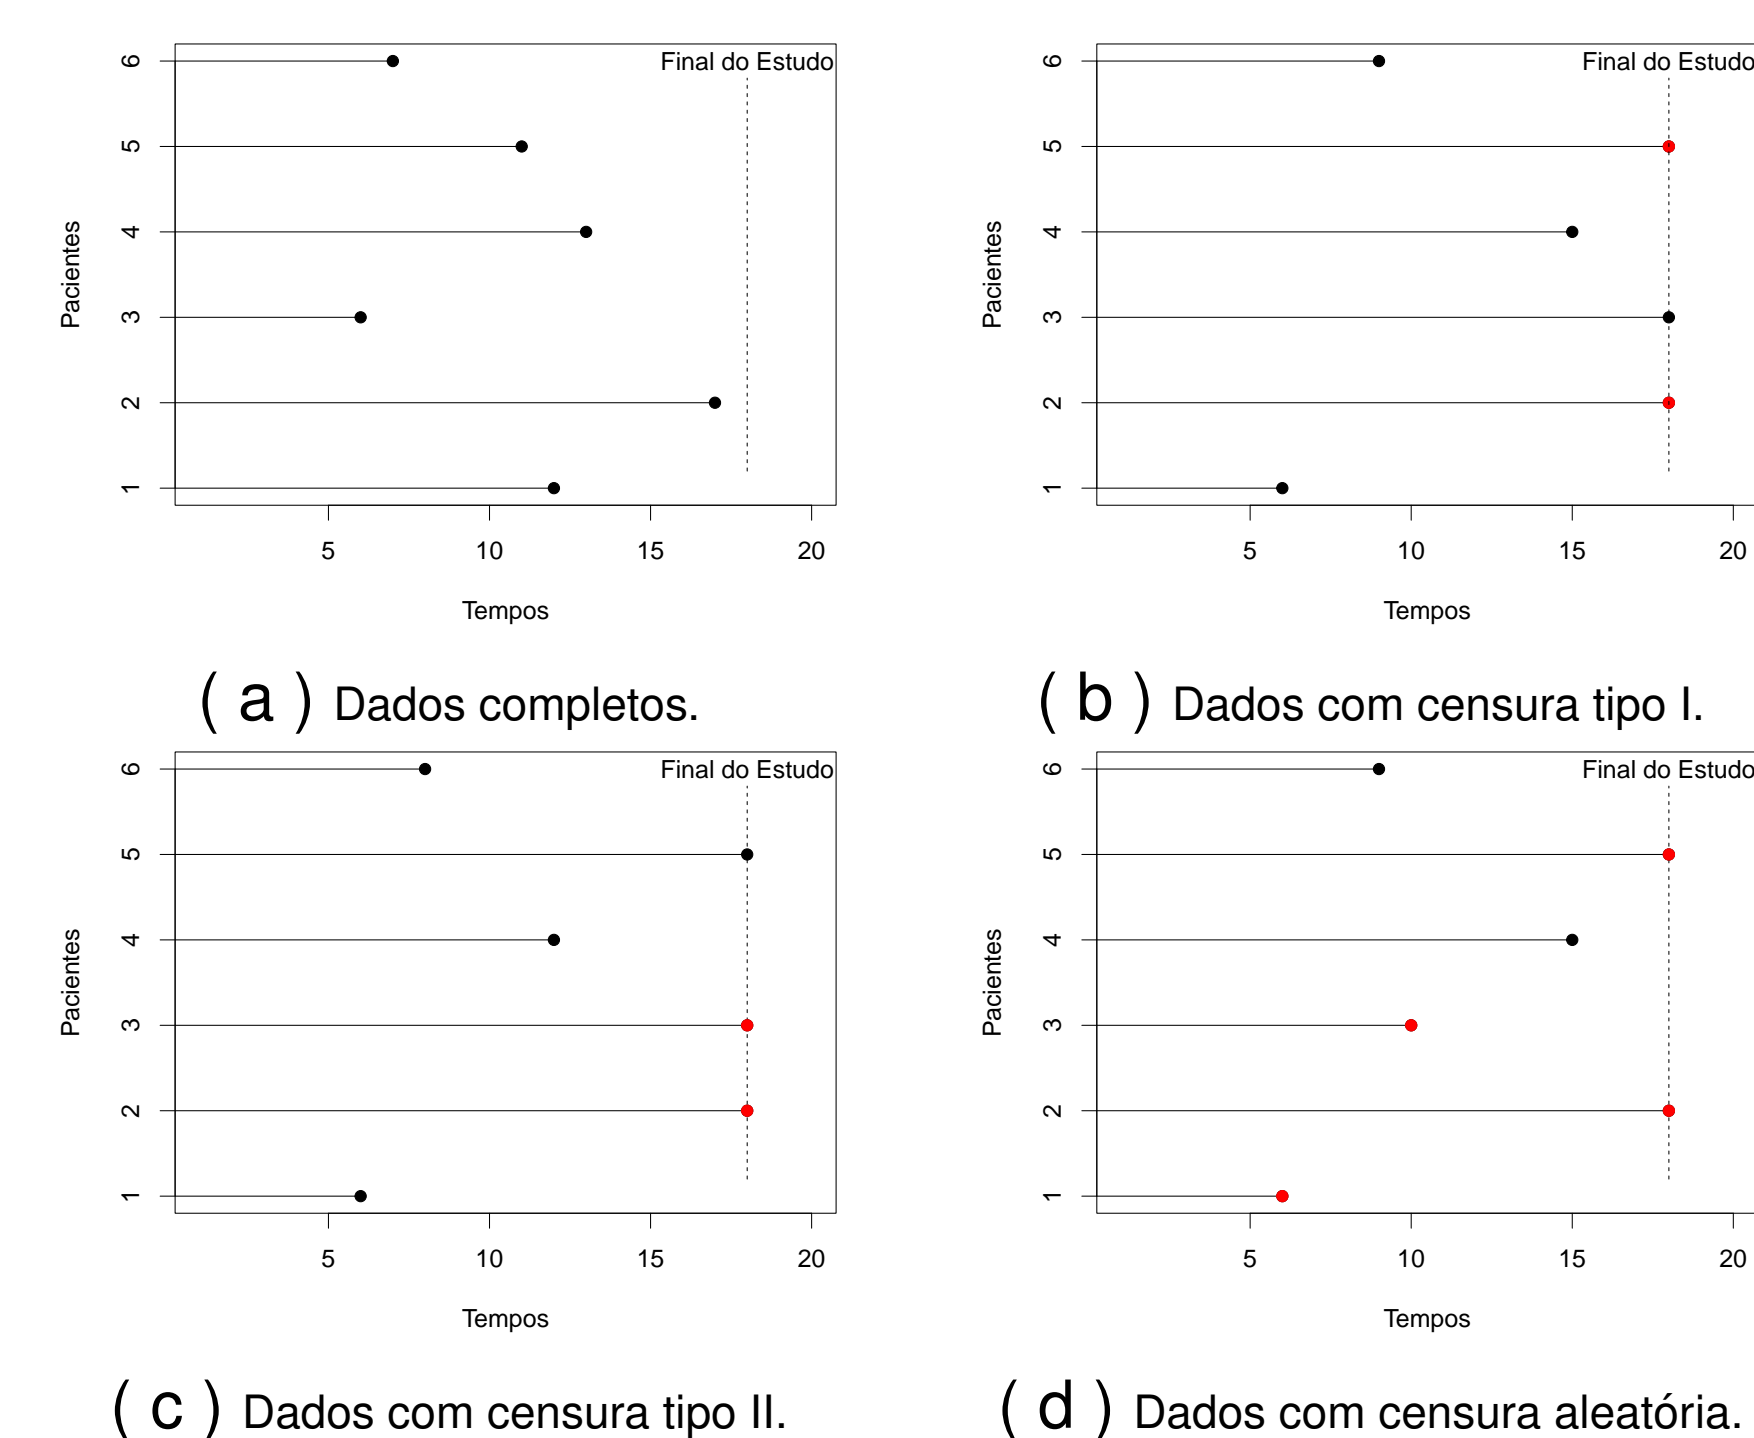 Final do Estudo
6
5
4
3
2
1
Pacientes
5 10 15 20
Tempos
( a ) Dados completos.
Final do Estudo
6
5
4
3
2
1
Pacientes
5 10 15 20
Tempos
( b ) Dados com censura tipo I.
Final do Estudo
6
5
4
3
2
1
Pacientes
5 10 15 20
Tempos
( c ) Dados com censura tipo II.
Final do Estudo
6
5
4
3
2
1
Pacientes
5 10 15 20
Tempos
( d ) Dados com censura aleatória.